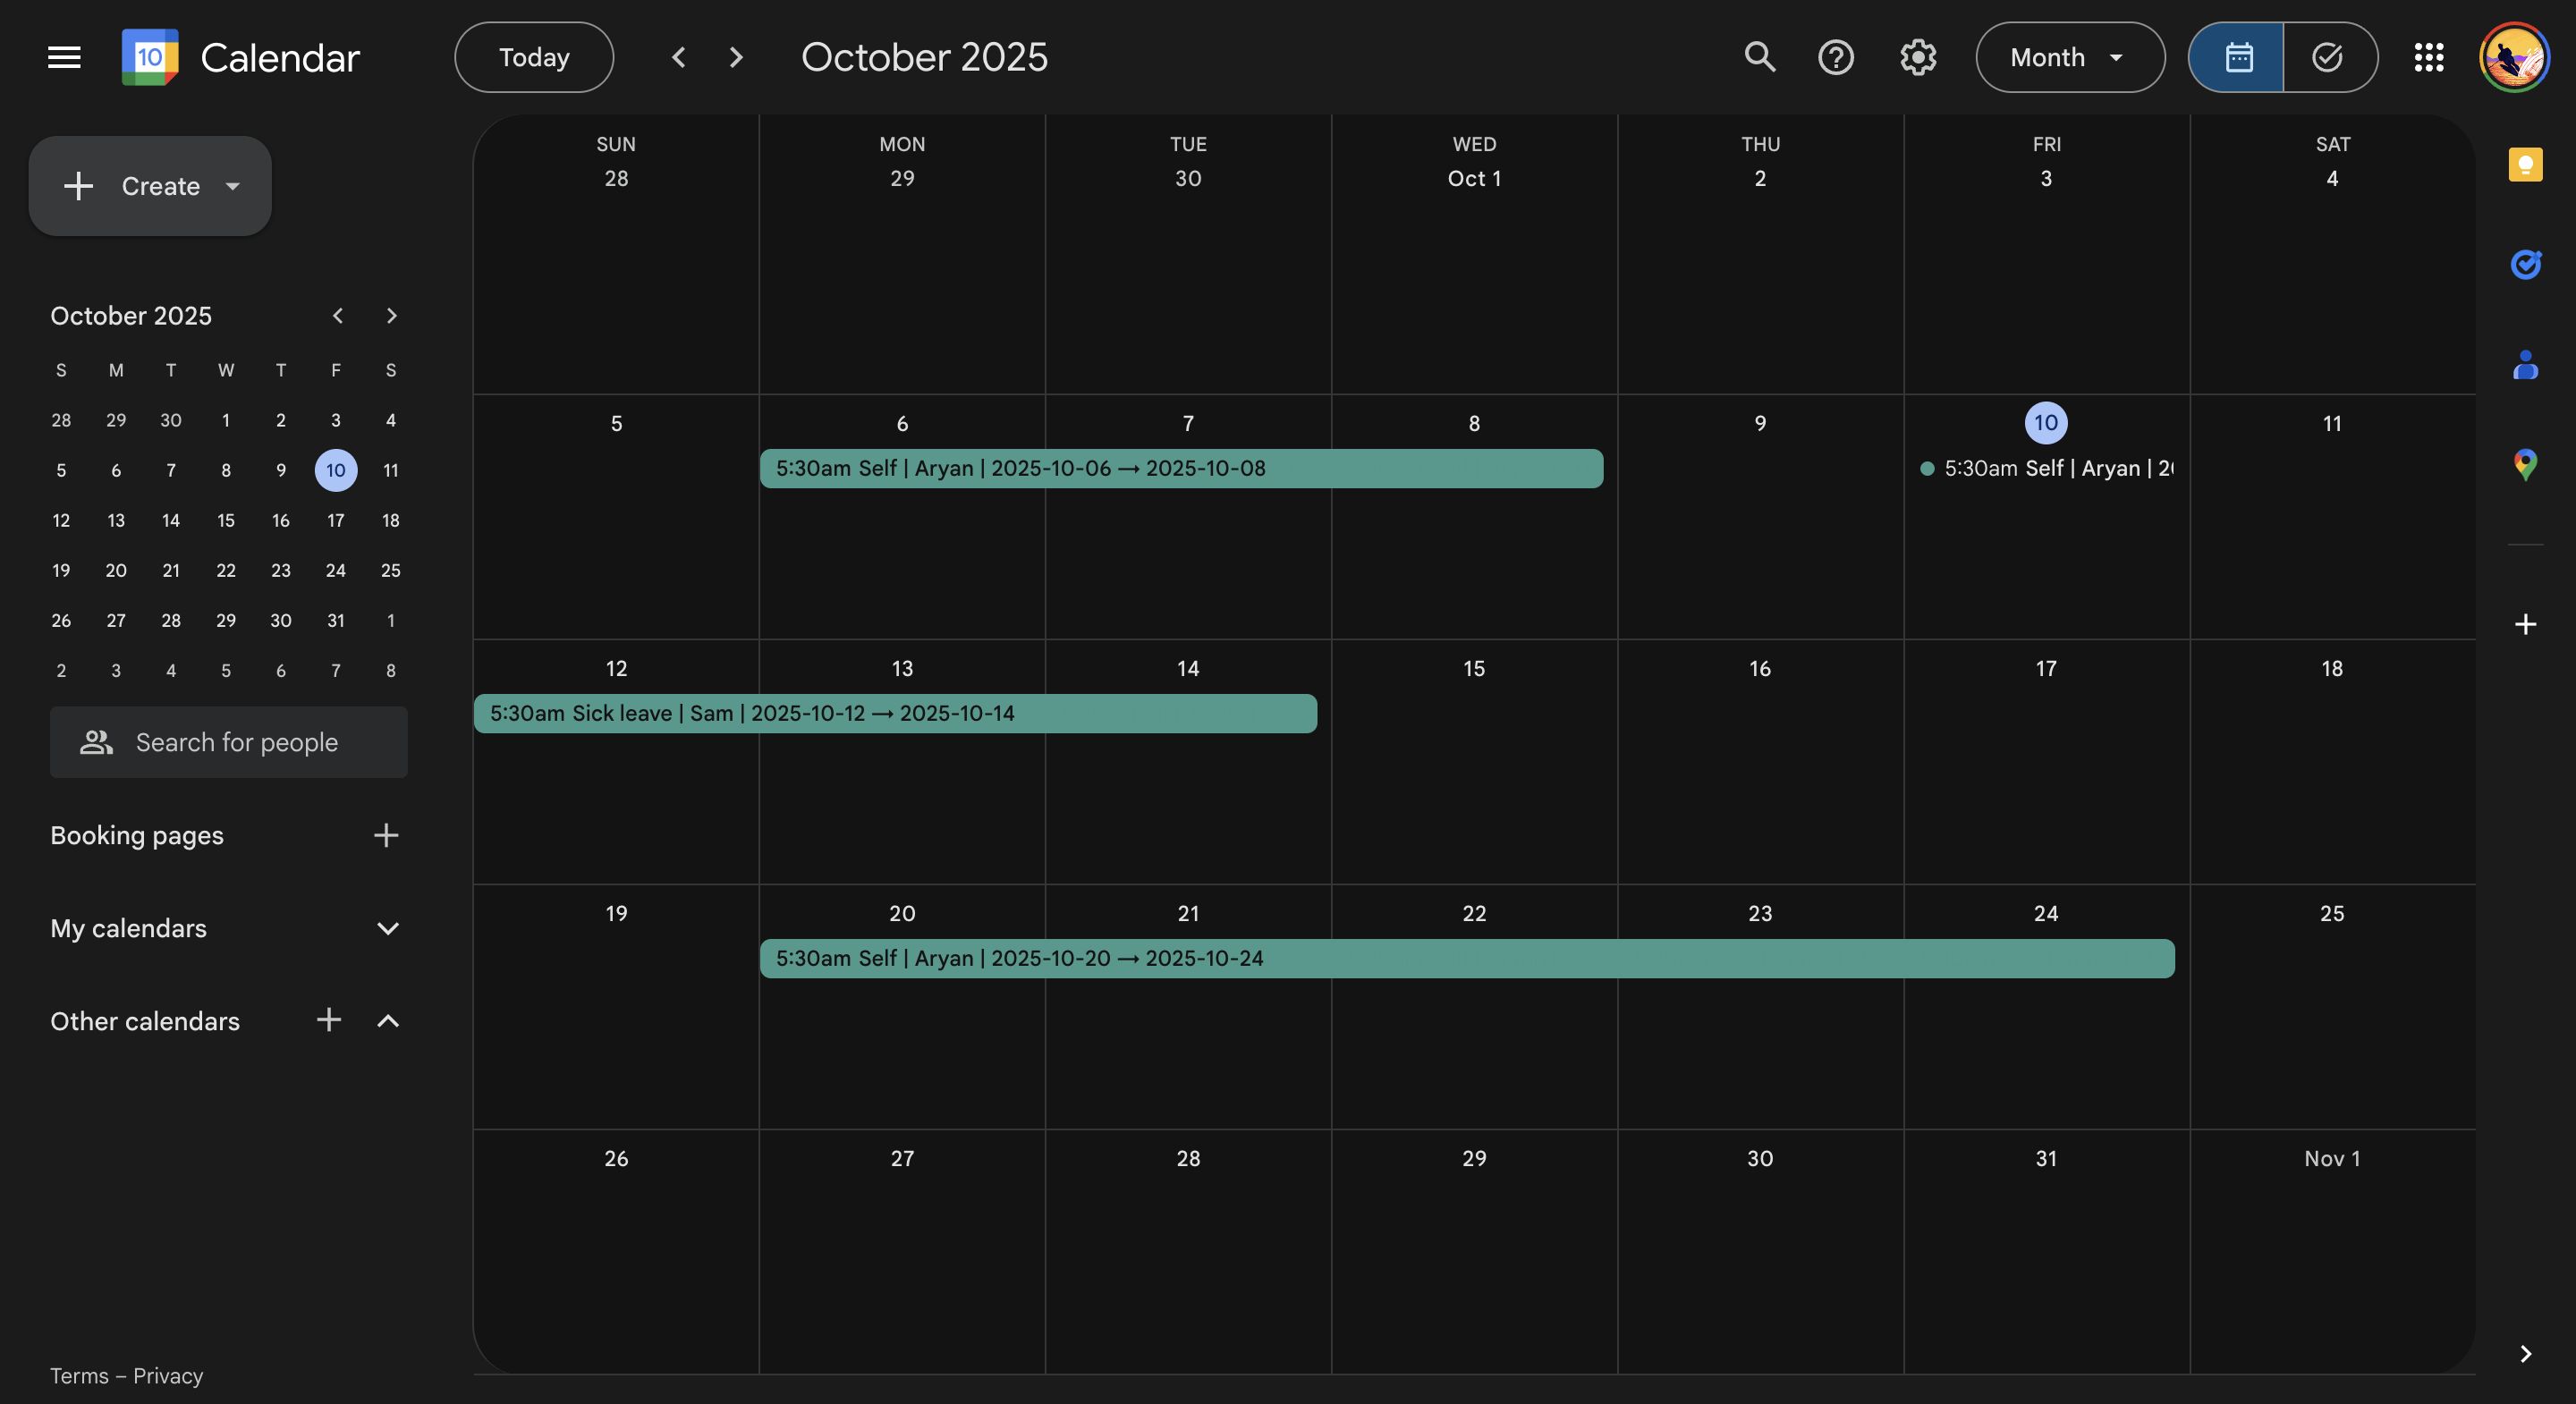 10 Calendar
Today
October 2025
Month
Create
October 2025
S M T W T F S
28 29 30 1 2 3 4
5 6 7 8 9 10 11
12 13 14 15 16 17 18
19 20 21 22 23 24 25
26 27 28 29 30 31 1
2 3 4 5 6 7 8
Search for people
Booking pages
My calendars
Other calendars
Terms – Privacy
SUN MON TUE WED THU FRI SAT
28 29 30 Oct 1 2 3 4
5 6 7 8 9 10 11
5:30am Self | Aryan | 2025-10-06 → 2025-10-08
5:30am Self | Aryan | 2
12 13 14 15 16 17 18
5:30am Sick leave | Sam | 2025-10-12 → 2025-10-14
19 20 21 22 23 24 25
5:30am Self | Aryan | 2025-10-20 → 2025-10-24
26 27 28 29 30 31 Nov 1